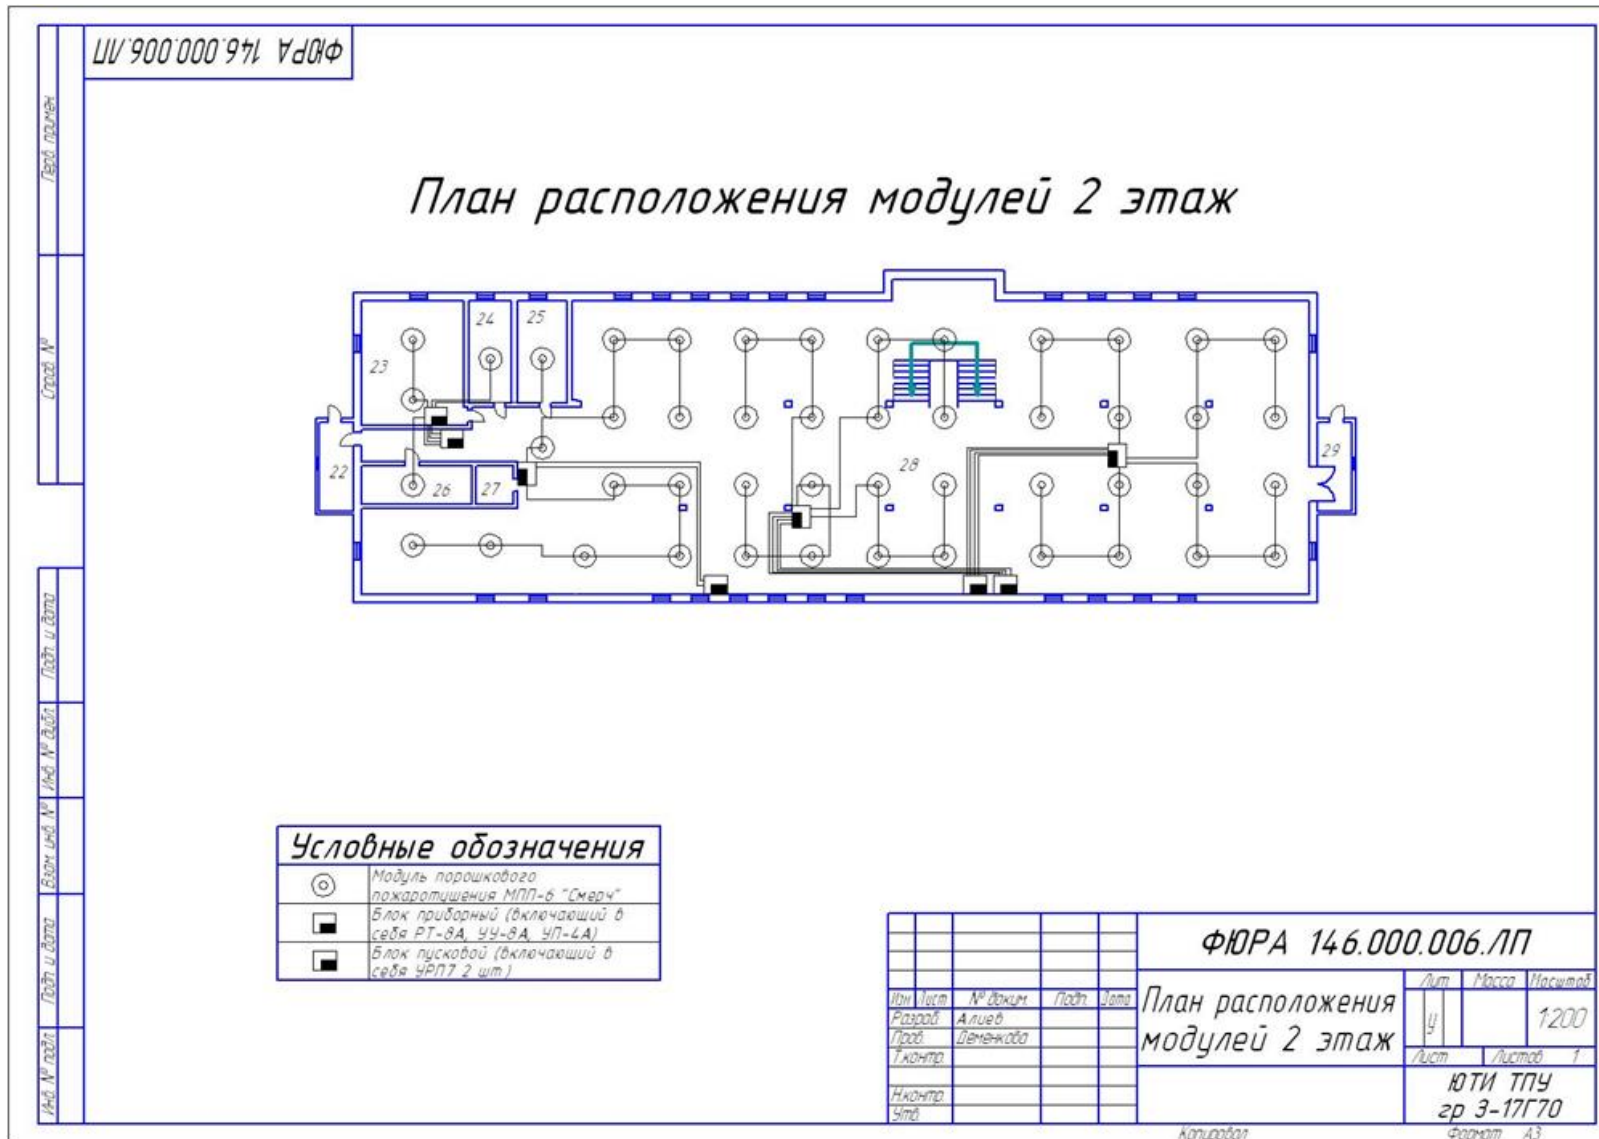 ФЮРА 146.000.006.ЛП
Перв. примен.
Справ. №
Подп. и дата
Инв. № дубл.
Взам. инв. №
Подп. и дата
Инв. № подл.
План расположения модулей 2 этаж
22
23
24
25
26
27
28
29
Условные обозначения
Модуль порошкового
пожаротушения МПП-6 "Смерч"
Блок приборный (включающий в
себя РТ-8А, УУ-8А, УП-4А)
Блок пусковой (включающий в
себя УРП7 2 шт.)
ФЮРА 146.000.006.ЛП
Изм. Лист № докум. Подп. Дата
Разраб. Алиев
Пров. Деменкова
Т.контр.
Н.контр.
Утв.
План расположения
модулей 2 этаж
Лит. Масса Масштаб
у 1:200
Лист Листов 1
ЮТИ ТПУ
гр З-17Г70
Копировал Формат А3